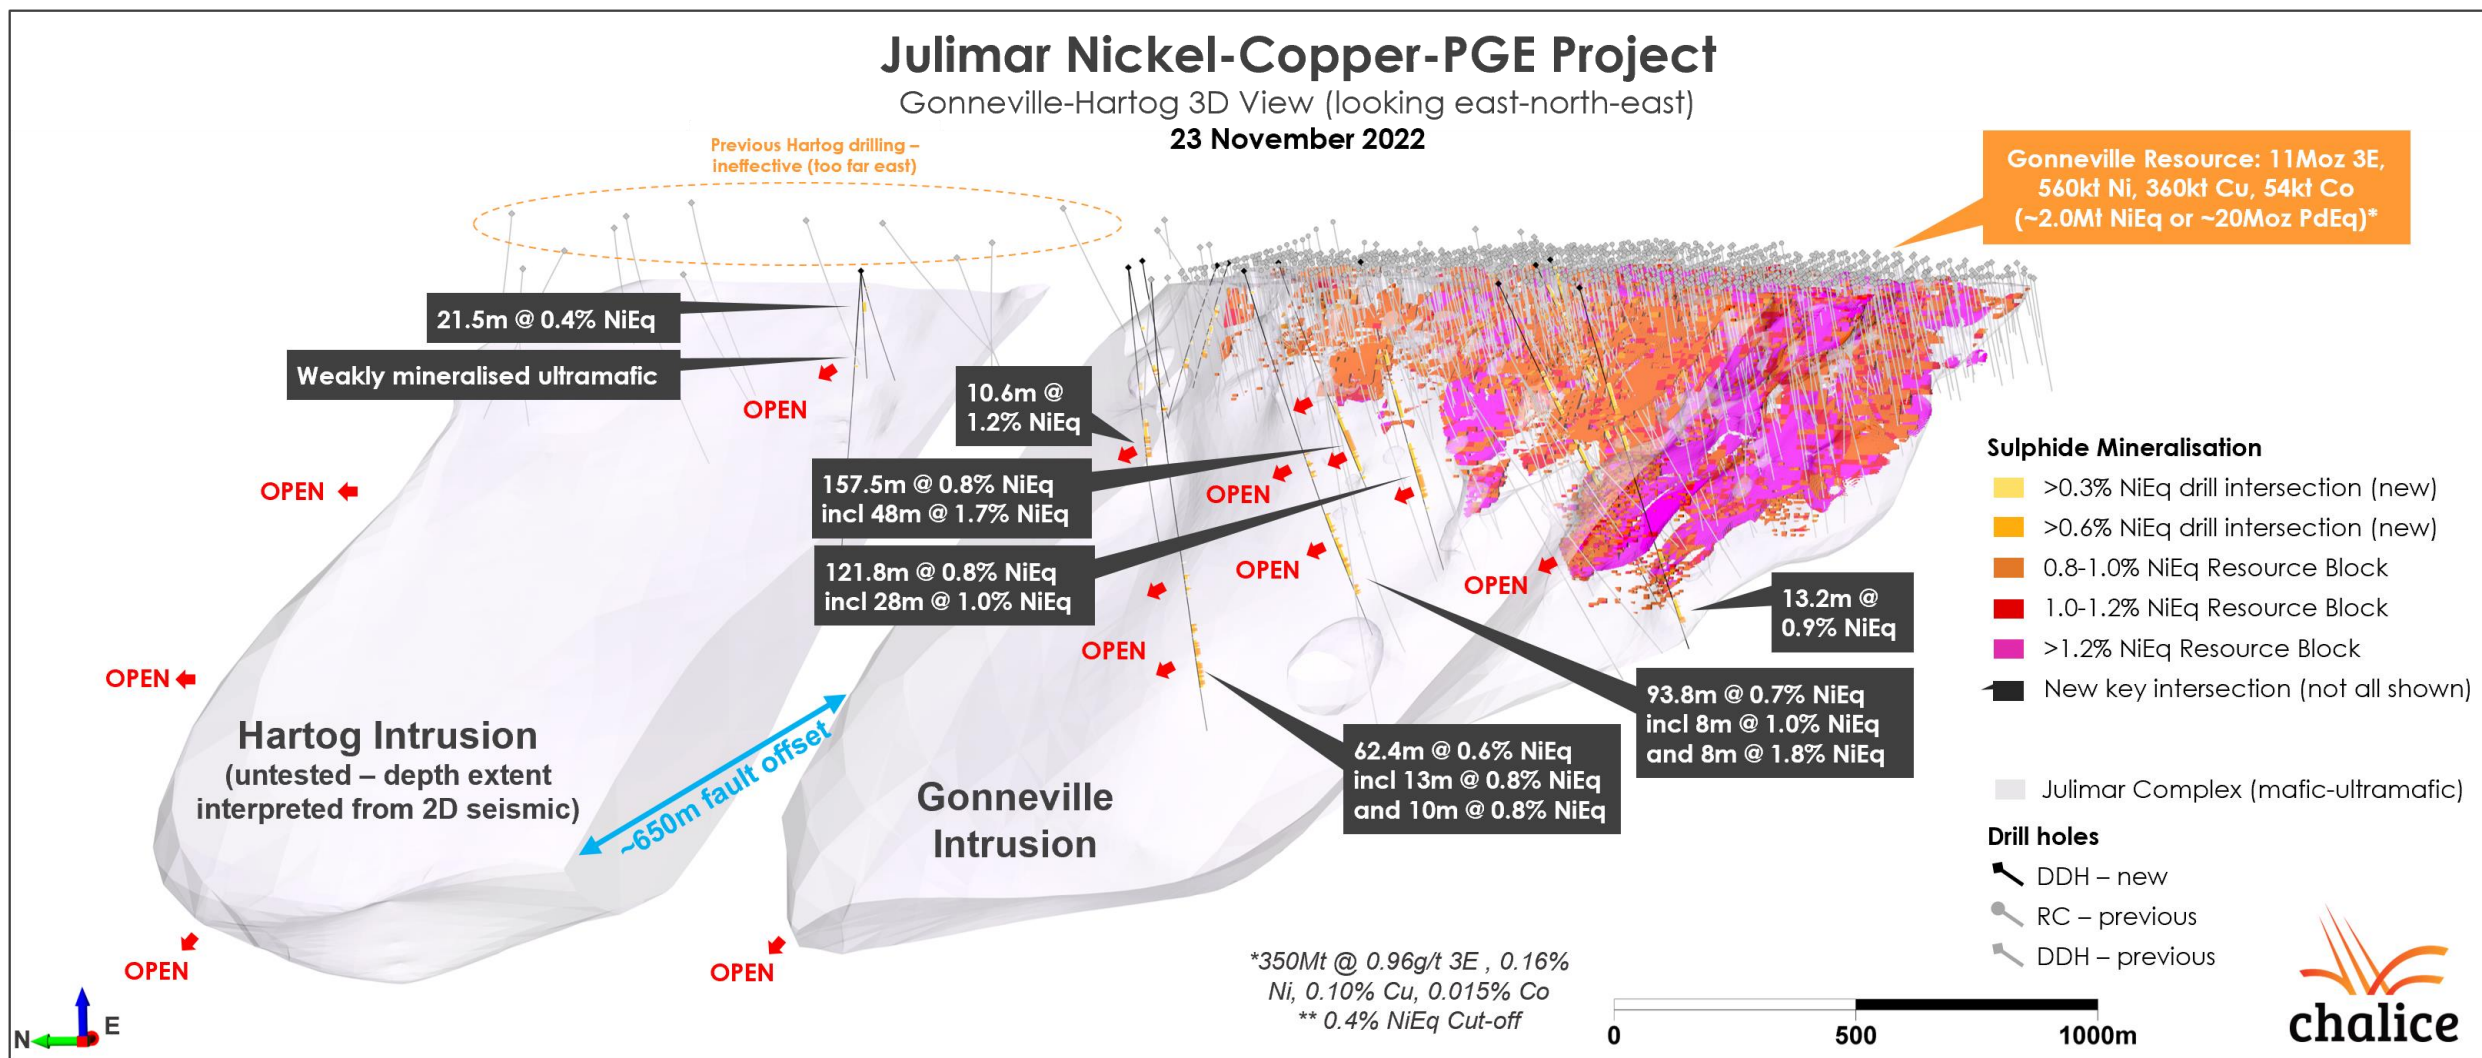 Julimar Nickel-Copper-PGE Project
Gonneville-Hartog 3D View (looking east-north-east)
23 November 2022
Previous Hartog drilling –
ineffective (too far east)
Gonneville Resource: 11Moz 3E,
560kt Ni, 360kt Cu, 54kt Co
(~2.0Mt NiEq or ~20Moz PdEq)*
21.5m @ 0.4% NiEq
Weakly mineralised ultramafic
OPEN
10.6m @
1.2% NiEq
157.5m @ 0.8% NiEq
incl 48m @ 1.7% NiEq
121.8m @ 0.8% NiEq
incl 28m @ 1.0% NiEq
OPEN
OPEN
OPEN
OPEN
OPEN
OPEN
13.2m @
0.9% NiEq
93.8m @ 0.7% NiEq
incl 8m @ 1.0% NiEq
and 8m @ 1.8% NiEq
62.4m @ 0.6% NiEq
incl 13m @ 0.8% NiEq
and 10m @ 0.8% NiEq
Hartog Intrusion
(untested – depth extent
interpreted from 2D seismic)
~650m fault offset
Gonneville
Intrusion
OPEN
OPEN
Sulphide Mineralisation
>0.3% NiEq drill intersection (new)
>0.6% NiEq drill intersection (new)
0.8-1.0% NiEq Resource Block
1.0-1.2% NiEq Resource Block
>1.2% NiEq Resource Block
New key intersection (not all shown)
Julimar Complex (mafic-ultramafic)
Drill holes
DDH – new
RC – previous
DDH – previous
*350Mt @ 0.96g/t 3E , 0.16%
Ni, 0.10% Cu, 0.015% Co
** 0.4% NiEq Cut-off
0 500 1000m
N E
chalice